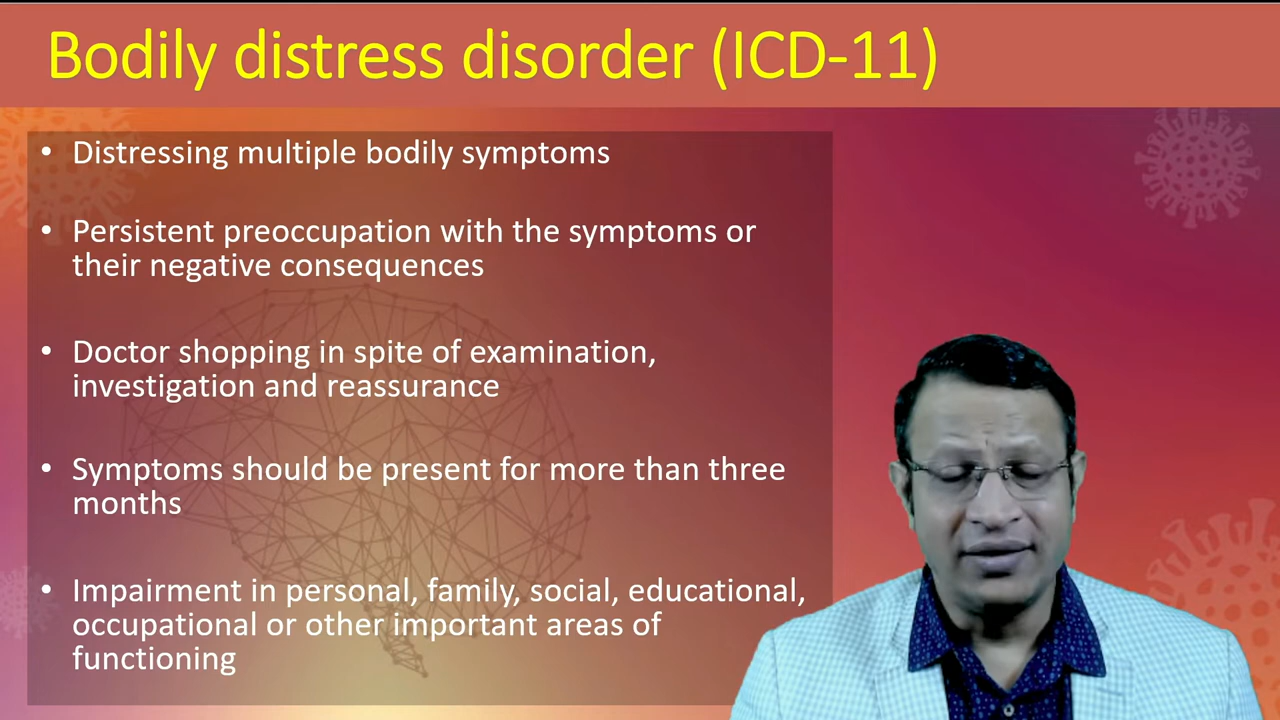 Bodily distress disorder (ICD-11)
• Distressing multiple bodily symptoms
• Persistent preoccupation with the symptoms or
their negative consequences
• Doctor shopping in spite of examination,
investigation and reassurance
• Symptoms should be present for more than three
months
• Impairment in personal, family, social, educational,
occupational or other important areas of
functioning